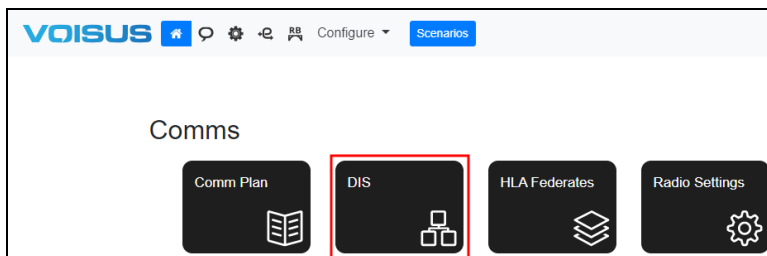 VOISUS RB Configure Scenarios
Comms
Comm Plan DIS HLA Federates Radio Settings